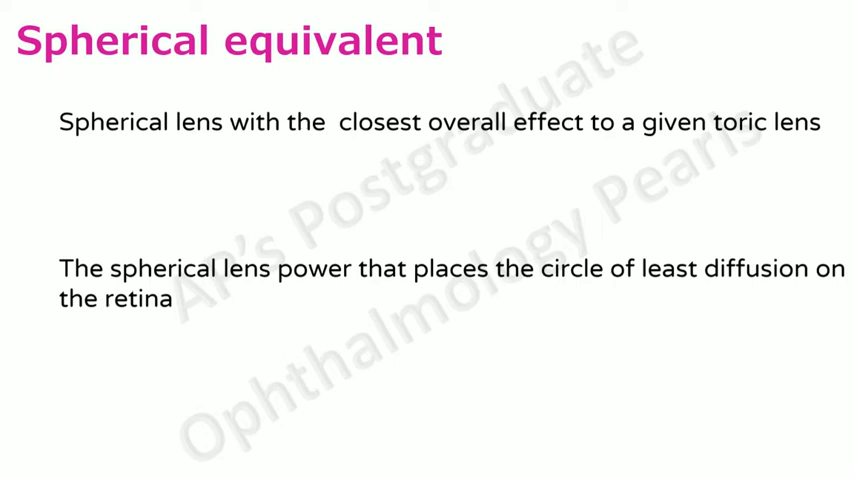 Spherical equivalent
Spherical lens with the closest overall effect to a given toric lens
The spherical lens power that places the circle of least diffusion on
the retina
AP's Postgraduate
Ophthalmology Pearls